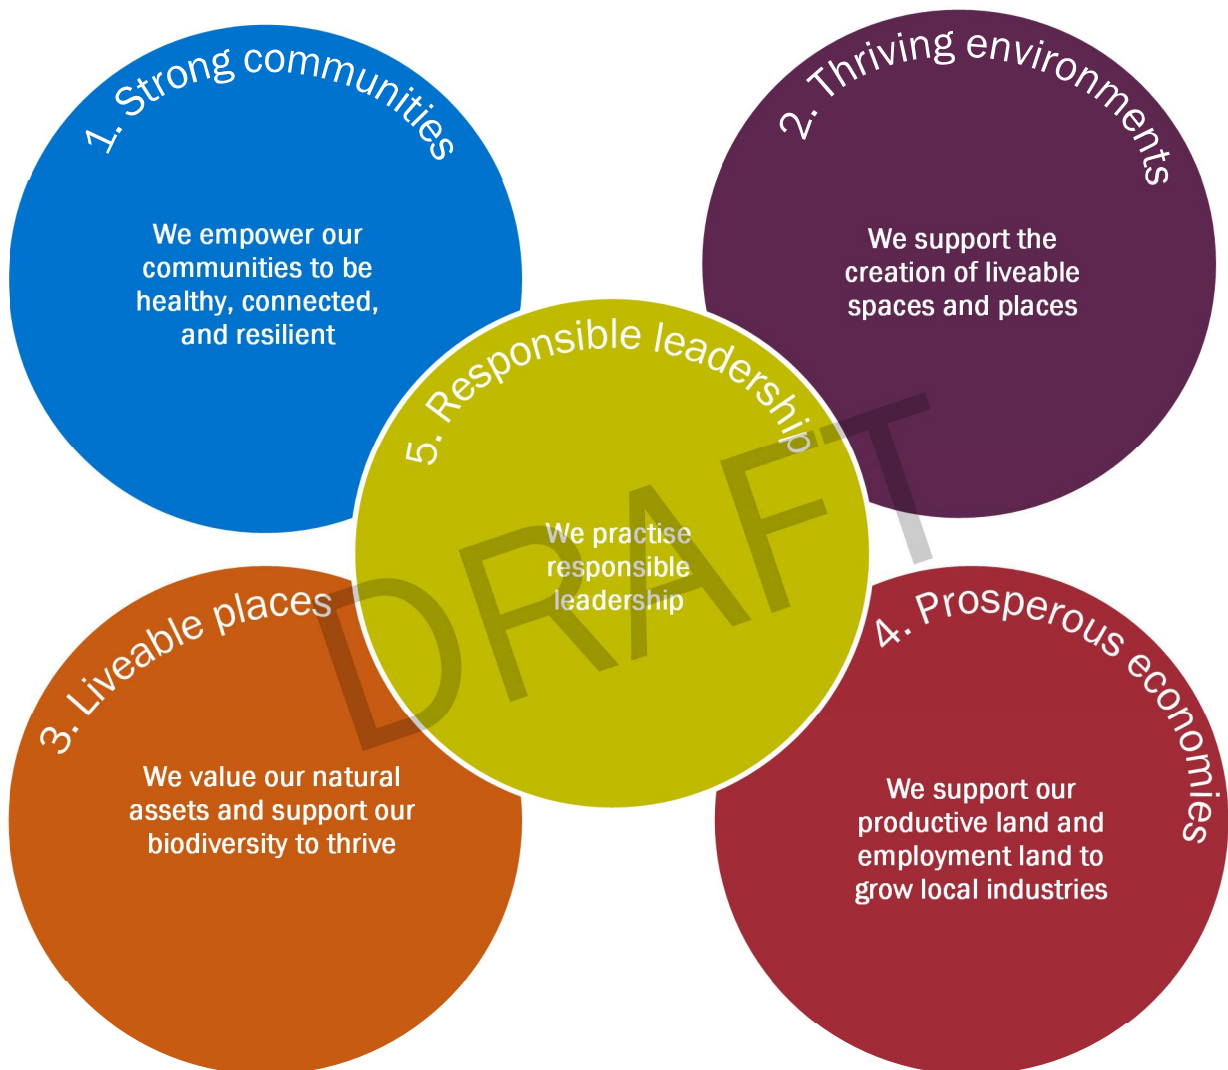 1. Strong communities
We empower our
communities to be
healthy, connected,
and resilient
2. Thriving environments
We support the
creation of liveable
spaces and places
5. Responsible leadership
We practise
responsible
leadership
DRAFT
3. Liveable places
We value our natural
assets and support our
biodiversity to thrive
4. Prosperous economies
We support our
productive land and
employment land to
grow local industries